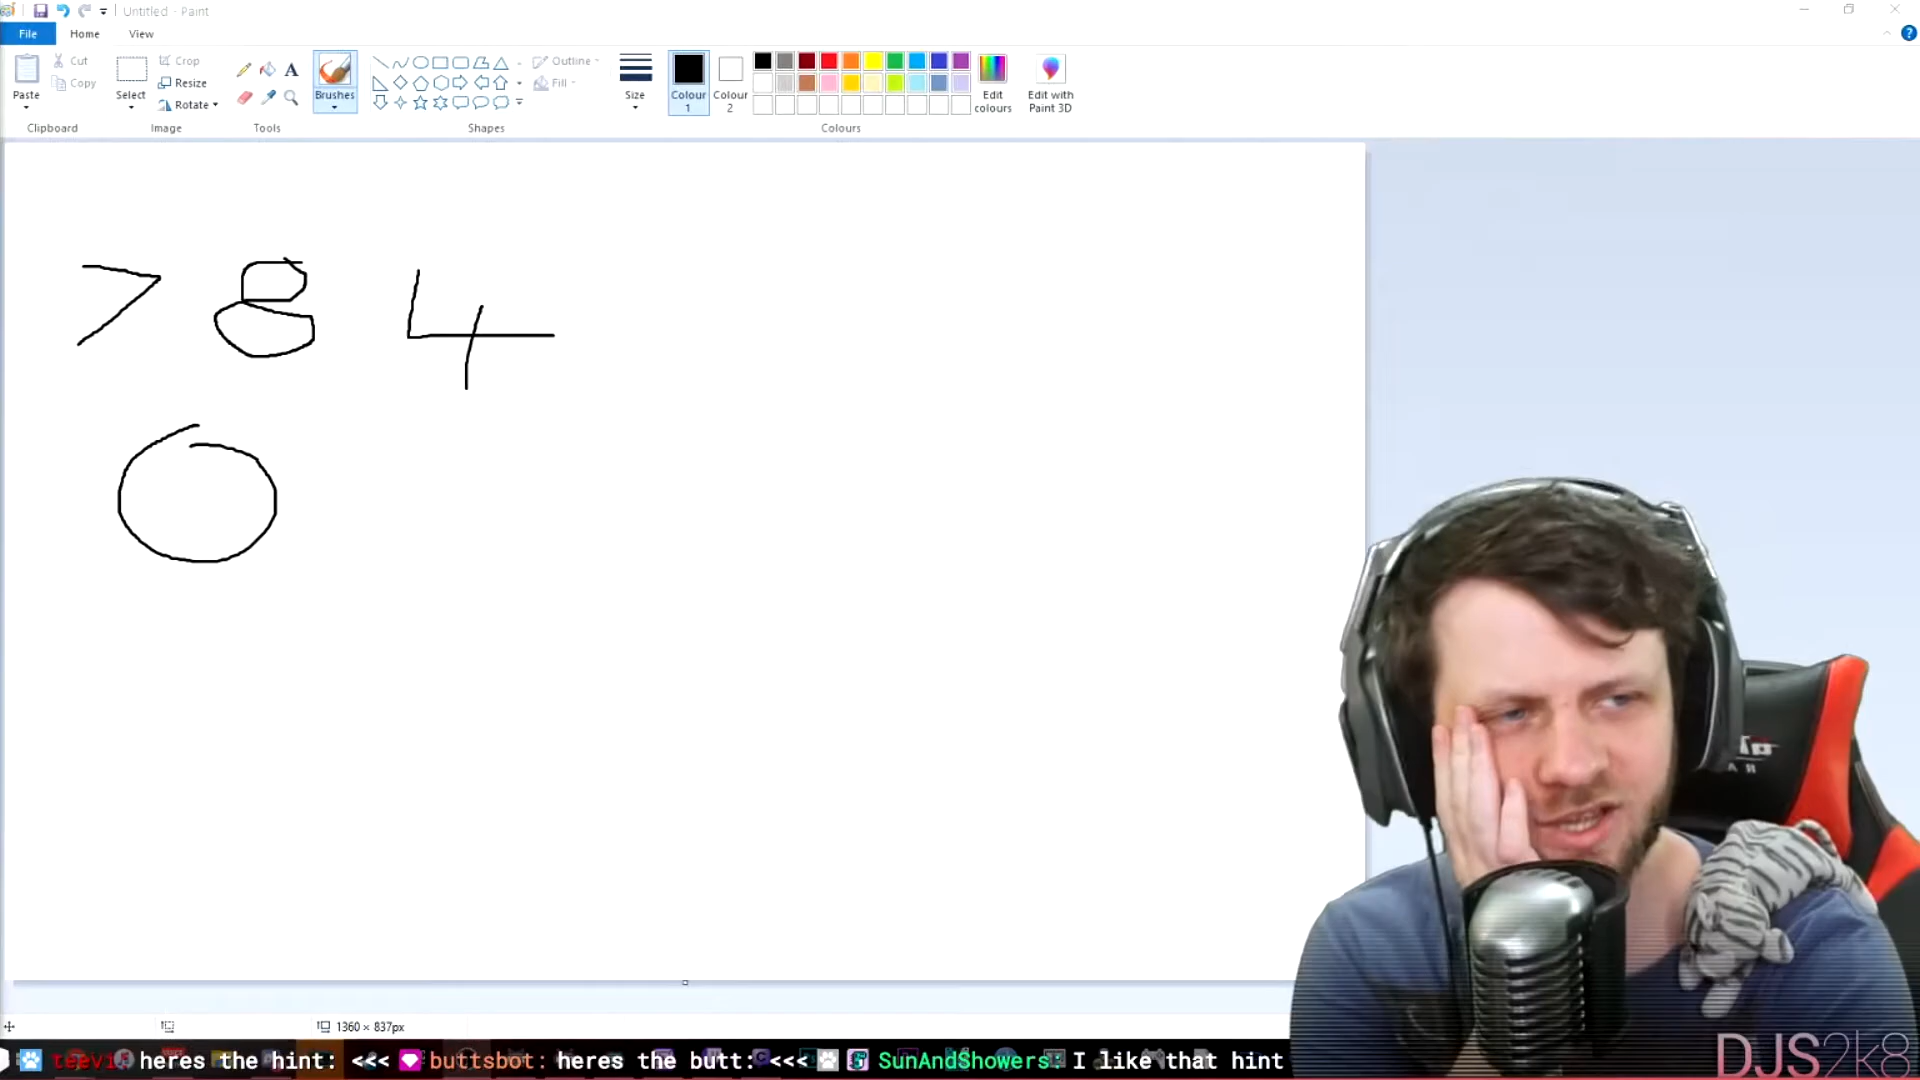 Untitled - Paint
File Home View
Paste Cut Copy Select Crop Resize Rotate Brushes Outline Fill Size Colour 1 Colour 2 Edit colours Edit with Paint 3D
Clipboard Image Tools Shapes Colours
7 8 4
0
1360 × 837px
heres the hint: <<< buttsbot: heres the butt: <<< SunAndShowers: I like that hint
DJS2k8